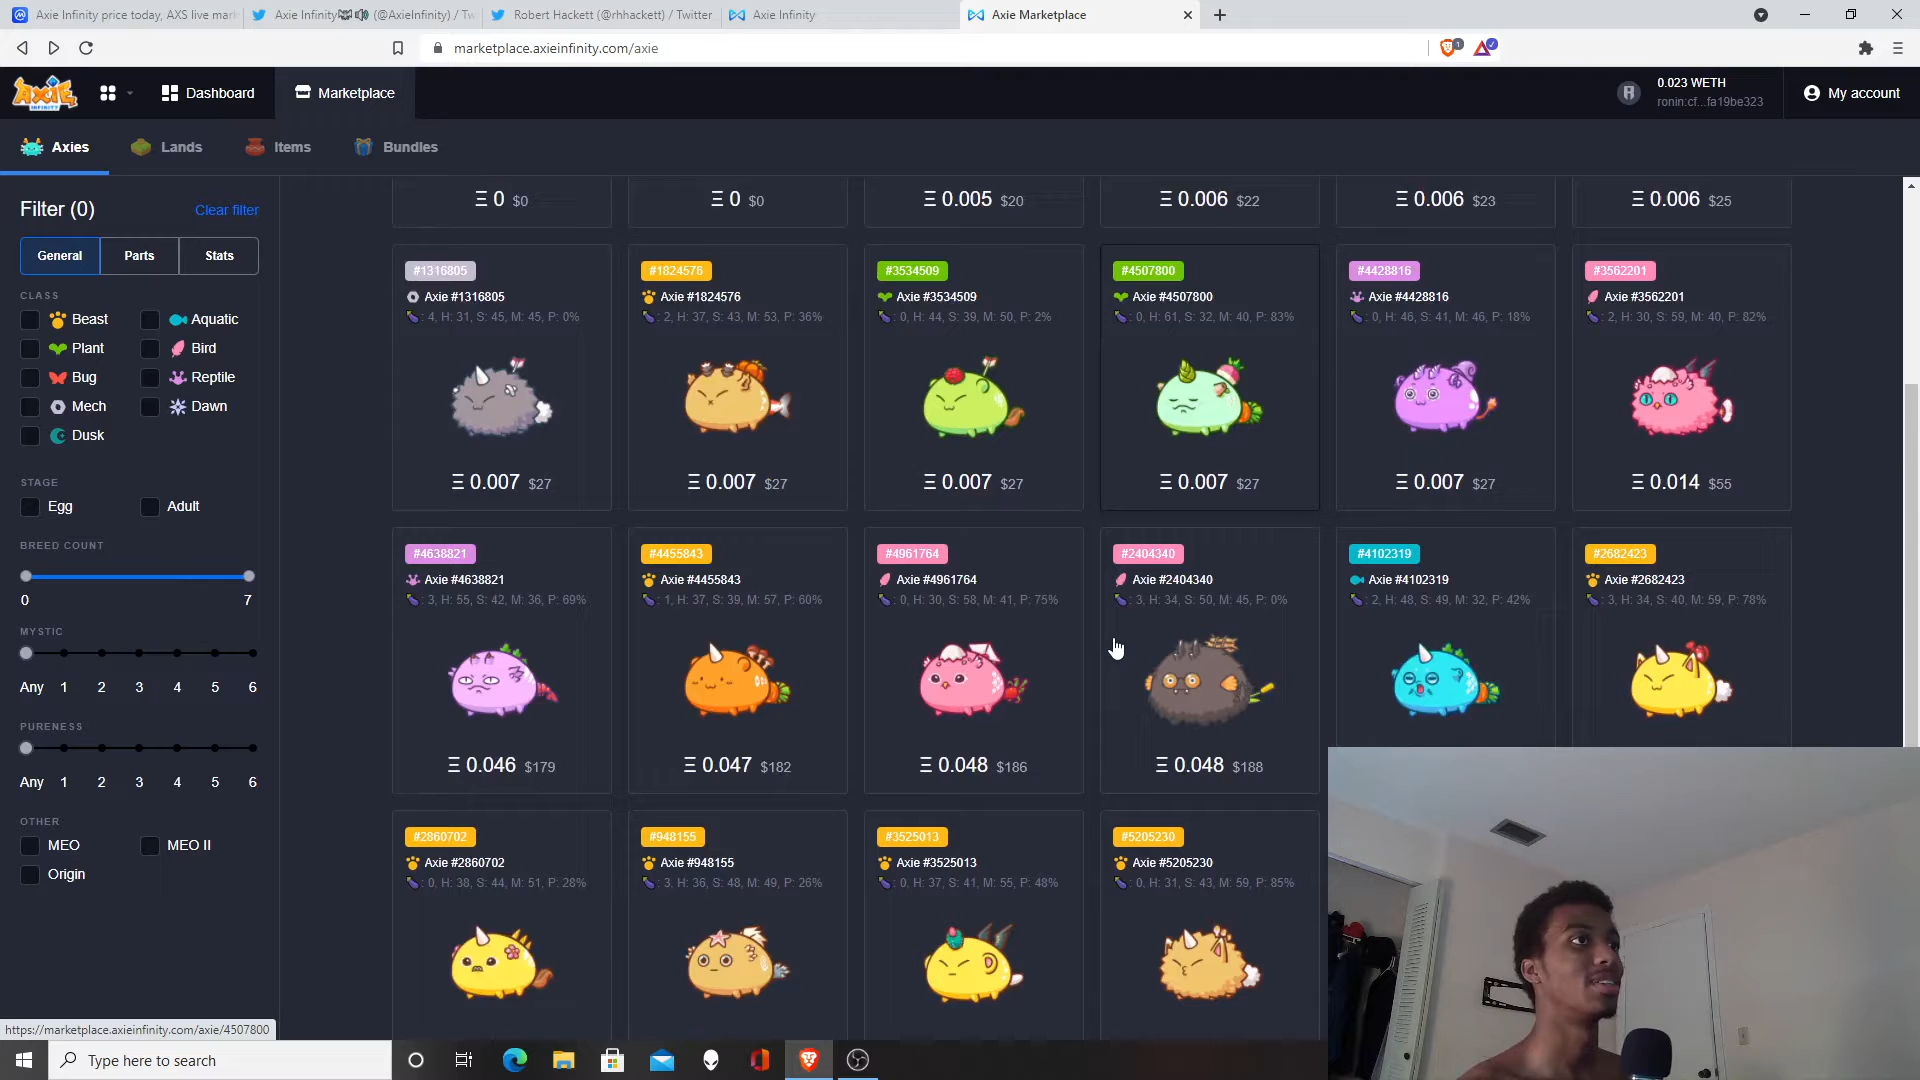 Axie Infinity price today, AXS live mark
Axie Infinity (@AxieInfinity) / Tw
Robert Hackett (@rhhackett) / Twitter
Axie Infinity
Axie Marketplace
marketplace.axieinfinity.com/axie
AXIE INFINITY
Dashboard
Marketplace
0.023 WETH
ronin:cf...fa19be323
My account
Axies
Lands
Items
Bundles
Filter (0)
Clear filter
General
Parts
Stats
CLASS
Beast
Aquatic
Plant
Bird
Bug
Reptile
Mech
Dawn
Dusk
STAGE
Egg
Adult
BREED COUNT
0
7
MYSTIC
Any 1 2 3 4 5 6
PURENESS
Any 1 2 3 4 5 6
OTHER
MEO
MEO II
Origin
Ξ 0 $0
Ξ 0 $0
Ξ 0.005 $20
Ξ 0.006 $22
Ξ 0.006 $23
Ξ 0.006 $25
#1316805
Axie #1316805
: 4, H: 31, S: 45, M: 45, P: 0%
Ξ 0.007 $27
#1824576
Axie #1824576
: 2, H: 37, S: 43, M: 53, P: 36%
Ξ 0.007 $27
#3534509
Axie #3534509
: 0, H: 44, S: 39, M: 50, P: 2%
Ξ 0.007 $27
#4507800
Axie #4507800
: 0, H: 61, S: 32, M: 40, P: 83%
Ξ 0.007 $27
#4428816
Axie #4428816
: 0, H: 46, S: 41, M: 46, P: 18%
Ξ 0.007 $27
#3562201
Axie #3562201
: 2, H: 30, S: 59, M: 40, P: 82%
Ξ 0.014 $55
#4638821
Axie #4638821
: 3, H: 55, S: 42, M: 36, P: 69%
Ξ 0.046 $179
#4455843
Axie #4455843
: 1, H: 37, S: 39, M: 57, P: 60%
Ξ 0.047 $182
#4961764
Axie #4961764
: 0, H: 30, S: 58, M: 41, P: 75%
Ξ 0.048 $186
#2404340
Axie #2404340
: 3, H: 34, S: 50, M: 45, P: 0%
Ξ 0.048 $188
#4102319
Axie #4102319
: 2, H: 48, S: 49, M: 32, P: 42%
#2682423
Axie #2682423
: 3, H: 34, S: 40, M: 59, P: 78%
#2860702
Axie #2860702
: 0, H: 38, S: 44, M: 51, P: 28%
#948155
Axie #948155
: 3, H: 36, S: 48, M: 49, P: 26%
#3525013
Axie #3525013
: 0, H: 37, S: 41, M: 55, P: 48%
#5205230
Axie #5205230
: 0, H: 31, S: 43, M: 59, P: 85%
https://marketplace.axieinfinity.com/axie/4507800
Type here to search